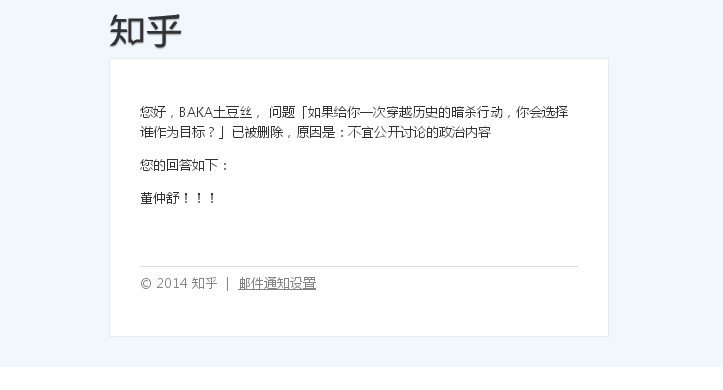 知乎
您好，BAKA土豆丝， 问题「如果给你一次穿越历史的暗杀行动，你会选择
谁作为目标？」已被删除，原因是：不宜公开讨论的政治内容
您的回答如下：
董仲舒！！！
© 2014 知乎 | 邮件通知设置